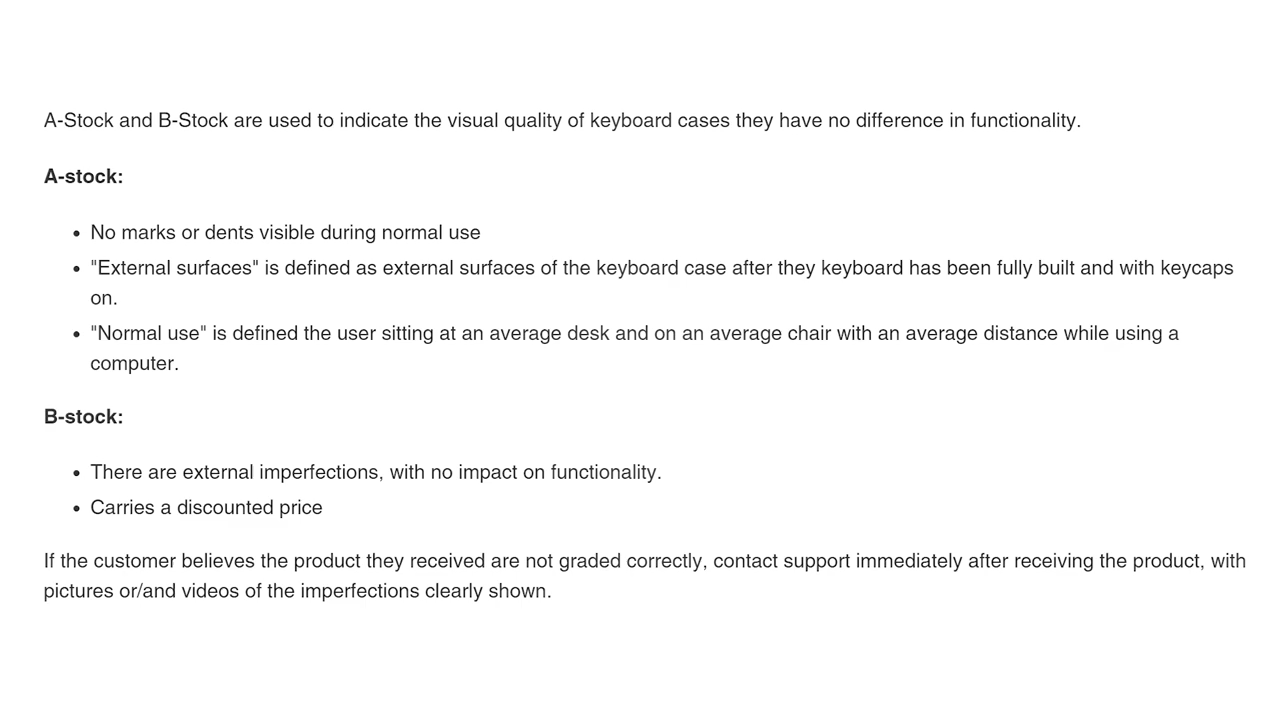 A-Stock and B-Stock are used to indicate the visual quality of keyboard cases they have no difference in functionality.
A-stock:
• No marks or dents visible during normal use
• "External surfaces" is defined as external surfaces of the keyboard case after they keyboard has been fully built and with keycaps
on.
• "Normal use" is defined the user sitting at an average desk and on an average chair with an average distance while using a
computer.
B-stock:
• There are external imperfections, with no impact on functionality.
• Carries a discounted price
If the customer believes the product they received are not graded correctly, contact support immediately after receiving the product, with
pictures or/and videos of the imperfections clearly shown.